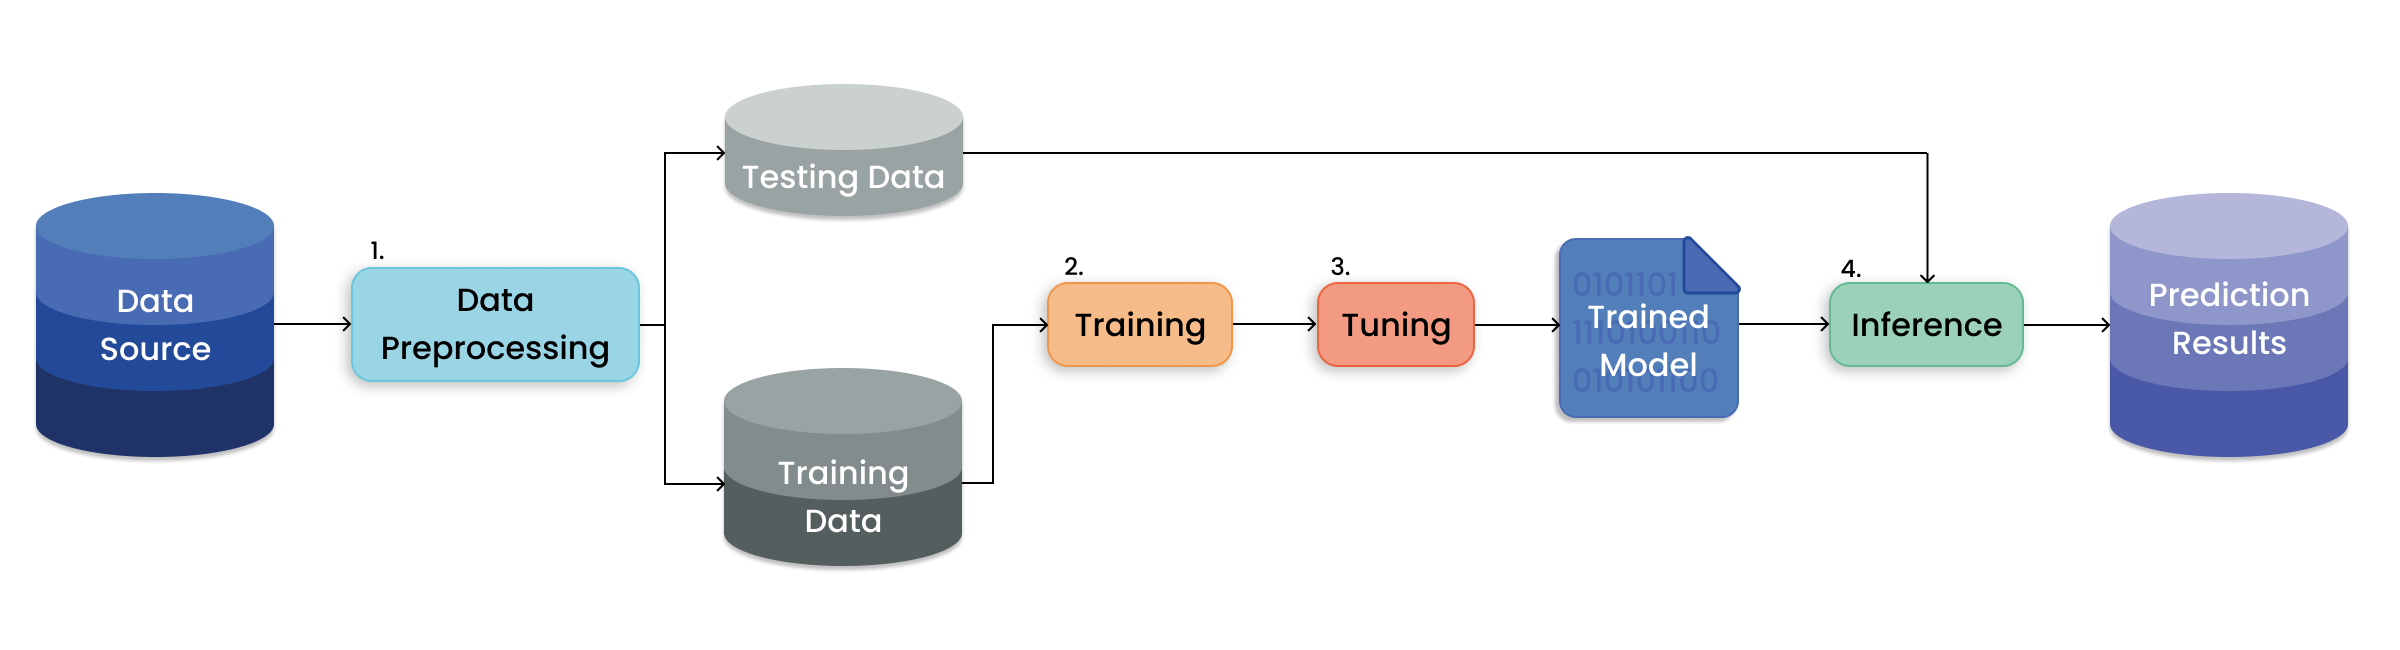 Data
Source
1.
Data
Preprocessing
Testing Data
Training
Data
2.
Training
3.
Tuning
0101101
1110100110
010101100
Trained
Model
4.
Inference
Prediction
Results